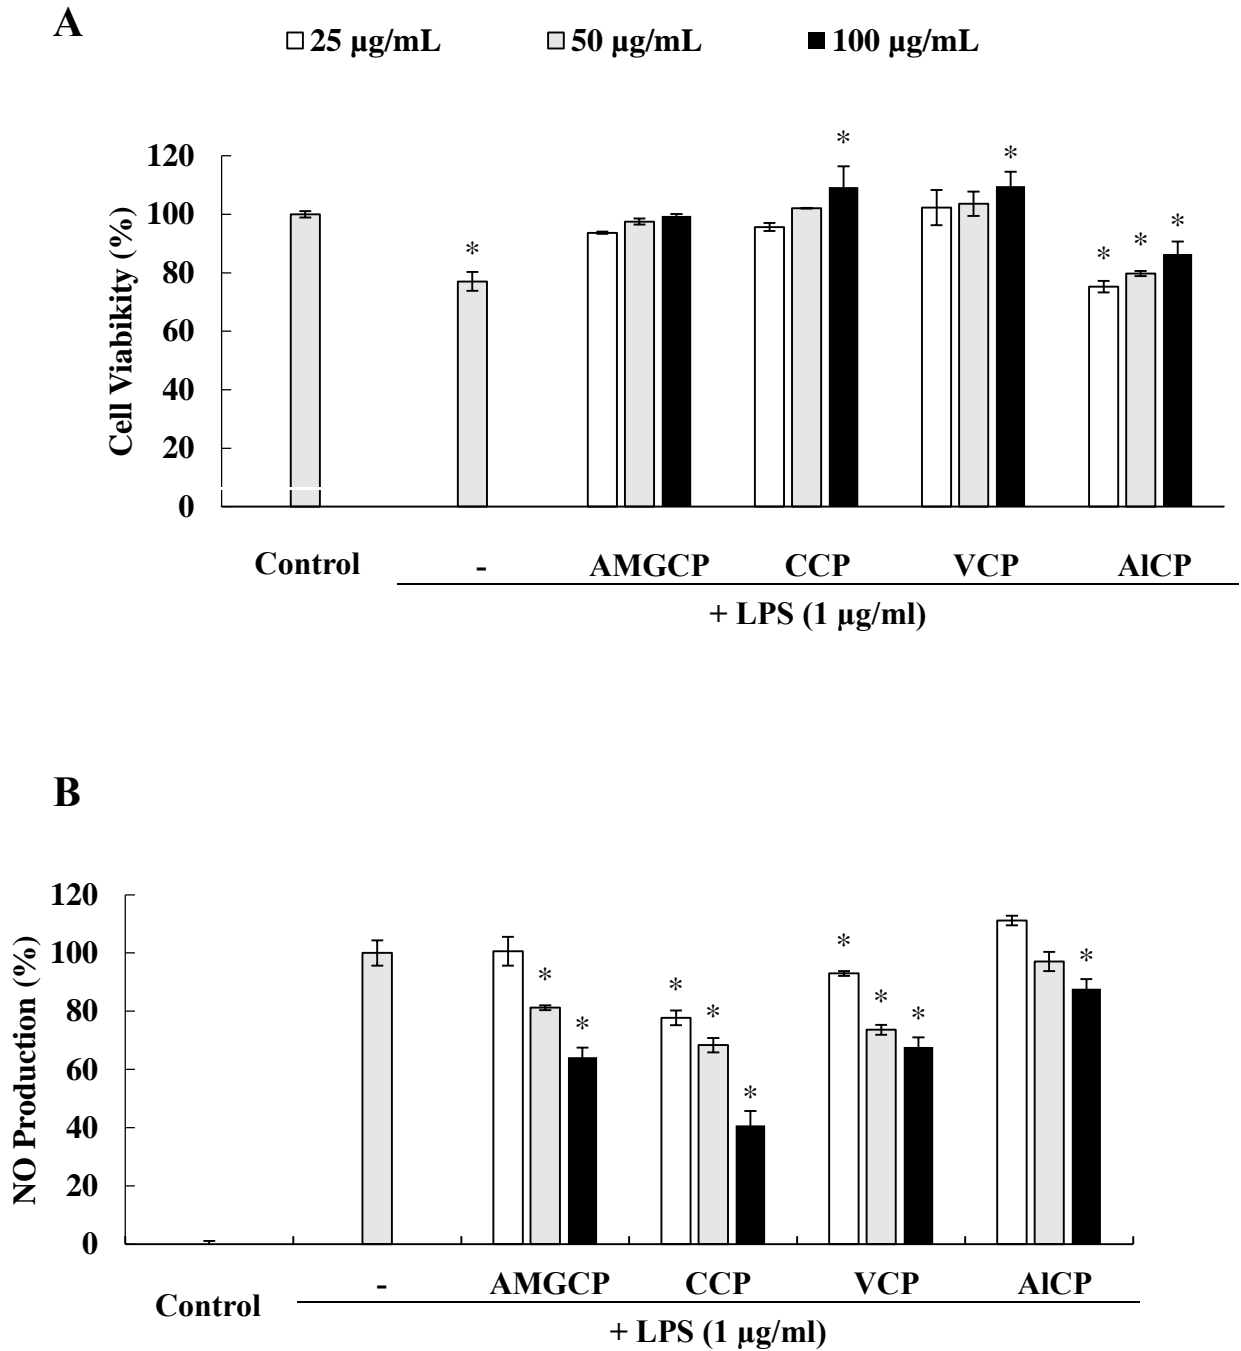 A
25 µg/mL 50 µg/mL 100 µg/mL
120
100
80
60
40
20
0
Cell Viabikity (%)
* * * * * *
Control - AMGCP CCP VCP AlCP
+ LPS (1 µg/ml)
B
120
100
80
60
40
20
0
NO Production (%)
* * * * * * * * *
- AMGCP CCP VCP AlCP
Control
+ LPS (1 µg/ml)